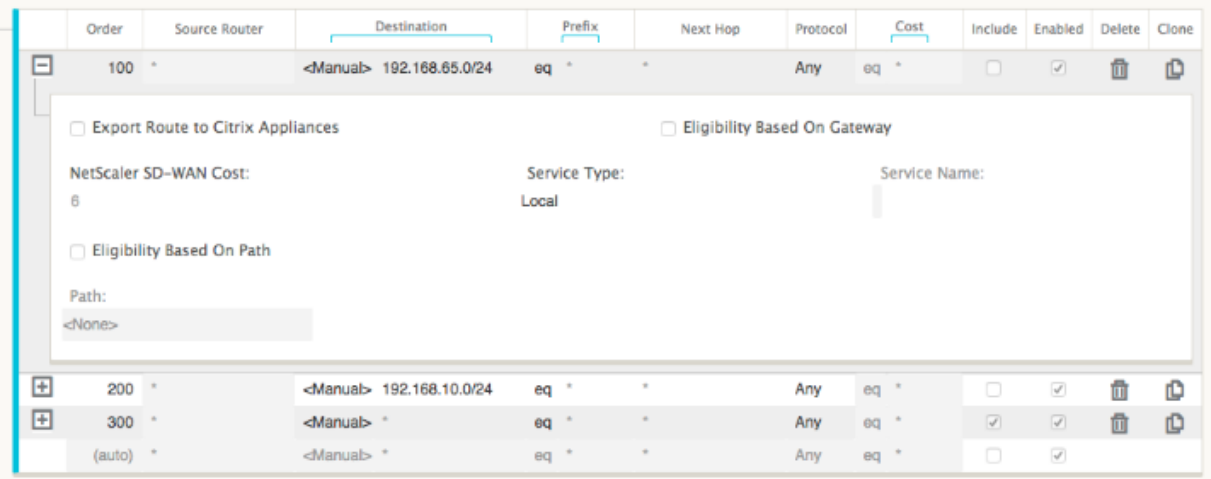 Order Source Router Destination Prefix Next Hop Protocol Cost Include Enabled Delete Clone
100 * <Manual> 192.168.65.0/24 eq * * Any eq *
Export Route to Citrix Appliances Eligibility Based On Gateway
NetScaler SD-WAN Cost: Service Type: Service Name:
6 Local
Eligibility Based On Path
Path:
<None>
200 * <Manual> 192.168.10.0/24 eq * * Any eq *
300 * <Manual> * eq * * Any eq *
(auto) * <Manual> * eq * * Any eq *